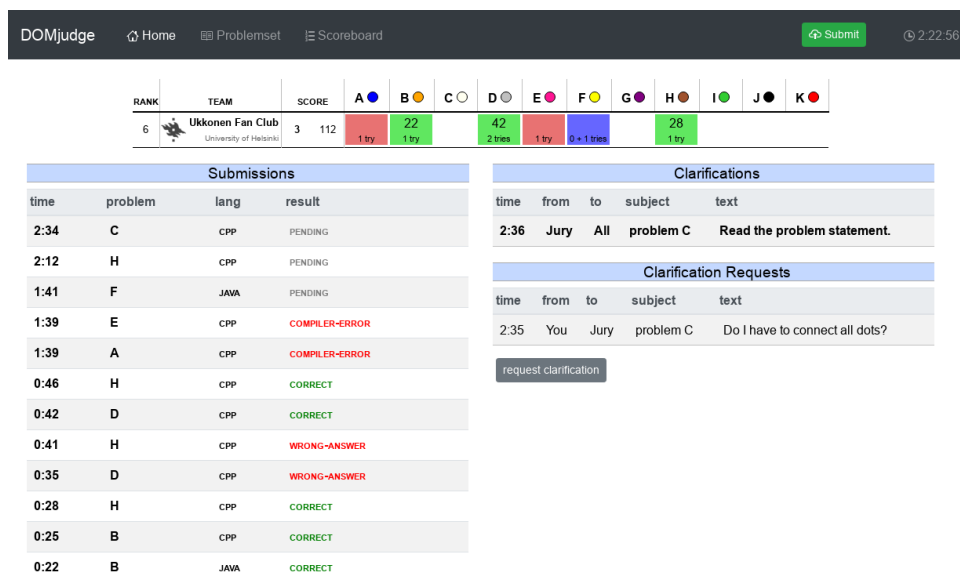 DOMjudge Home Problemset Scoreboard Submit 2:22:56
RANK TEAM SCORE A B C D E F G H I J K
6 Ukkonen Fan Club 3 112 22 42 28
University of Helsinki 1 try 1 try 2 tries 1 try 0 + 1 tries 1 try
Submissions
time problem lang result
2:34 C CPP PENDING
2:12 H CPP PENDING
1:41 F JAVA PENDING
1:39 E CPP COMPILER-ERROR
1:39 A CPP COMPILER-ERROR
0:46 H CPP CORRECT
0:42 D CPP CORRECT
0:41 H CPP WRONG-ANSWER
0:35 D CPP WRONG-ANSWER
0:28 H CPP CORRECT
0:25 B CPP CORRECT
0:22 B JAVA CORRECT
Clarifications
time from to subject text
2:36 Jury All problem C Read the problem statement.
Clarification Requests
time from to subject text
2:35 You Jury problem C Do I have to connect all dots?
request clarification